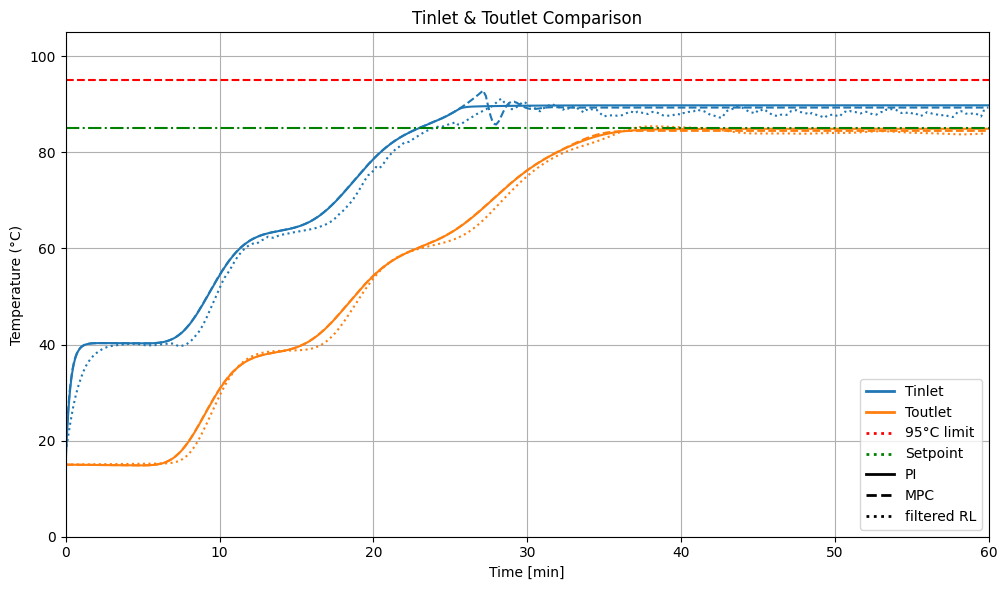 Tinlet & Toutlet Comparison
100
80
60
40
20
0
Temperature (°C)
0 10 20 30 40 50 60
Time [min]
Tinlet
Toutlet
95°C limit
Setpoint
PI
MPC
filtered RL